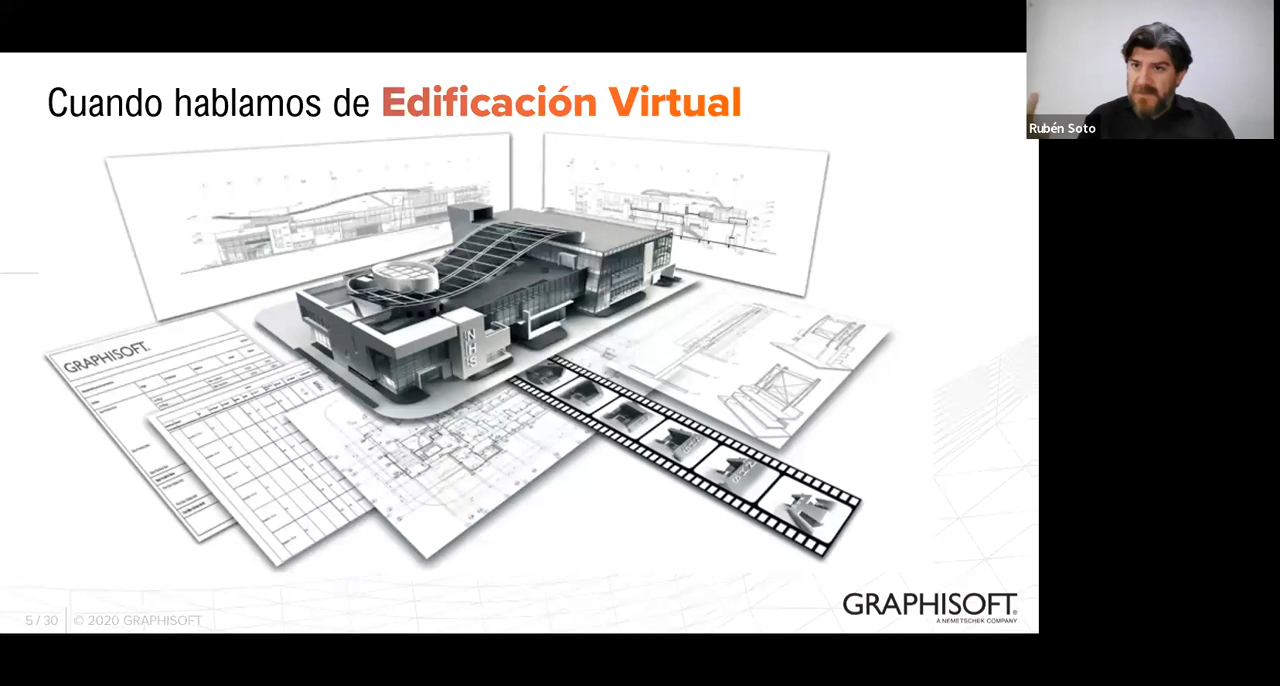 Cuando hablamos de Edificación Virtual
Rubén Soto
GRAPHISOFT.
NHS
5 / 30 © 2020 GRAPHISOFT
GRAPHISOFT®
A NEMETSCHEK COMPANY